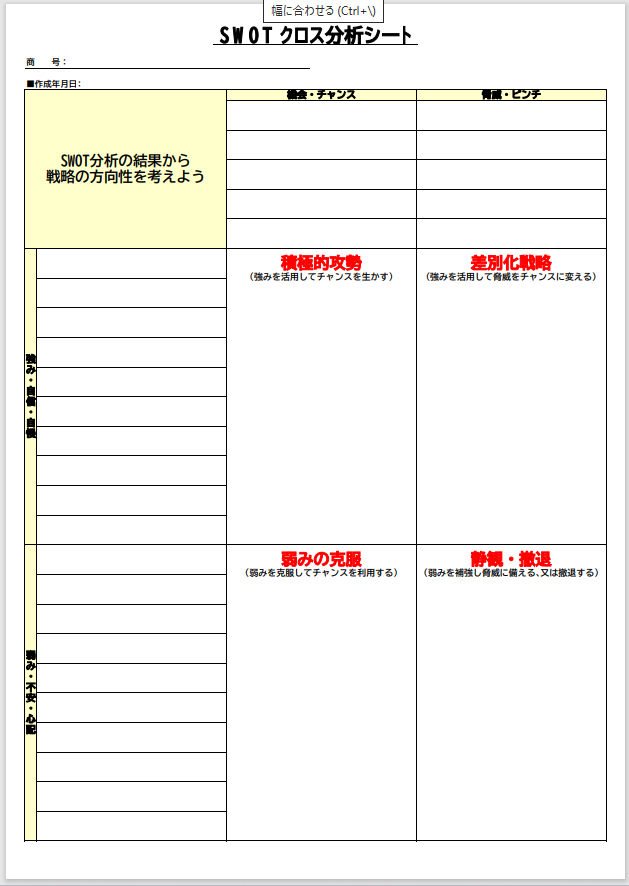 幅に合わせる (Ctrl+\)
ＳＷＯＴ クロス分析シート
商　号：
■作成年月日：
機会・チャンス
脅威・ピンチ
SWOT分析の結果から
戦略の方向性を考えよう
強み・自信・自慢
積極的攻勢
（強みを活用してチャンスを生かす）
差別化戦略
（強みを活用して脅威をチャンスに変える）
弱み・不安・心配
弱みの克服
（弱みを克服してチャンスを利用する）
静観・撤退
（弱みを補強し脅威に備える、又は撤退する）